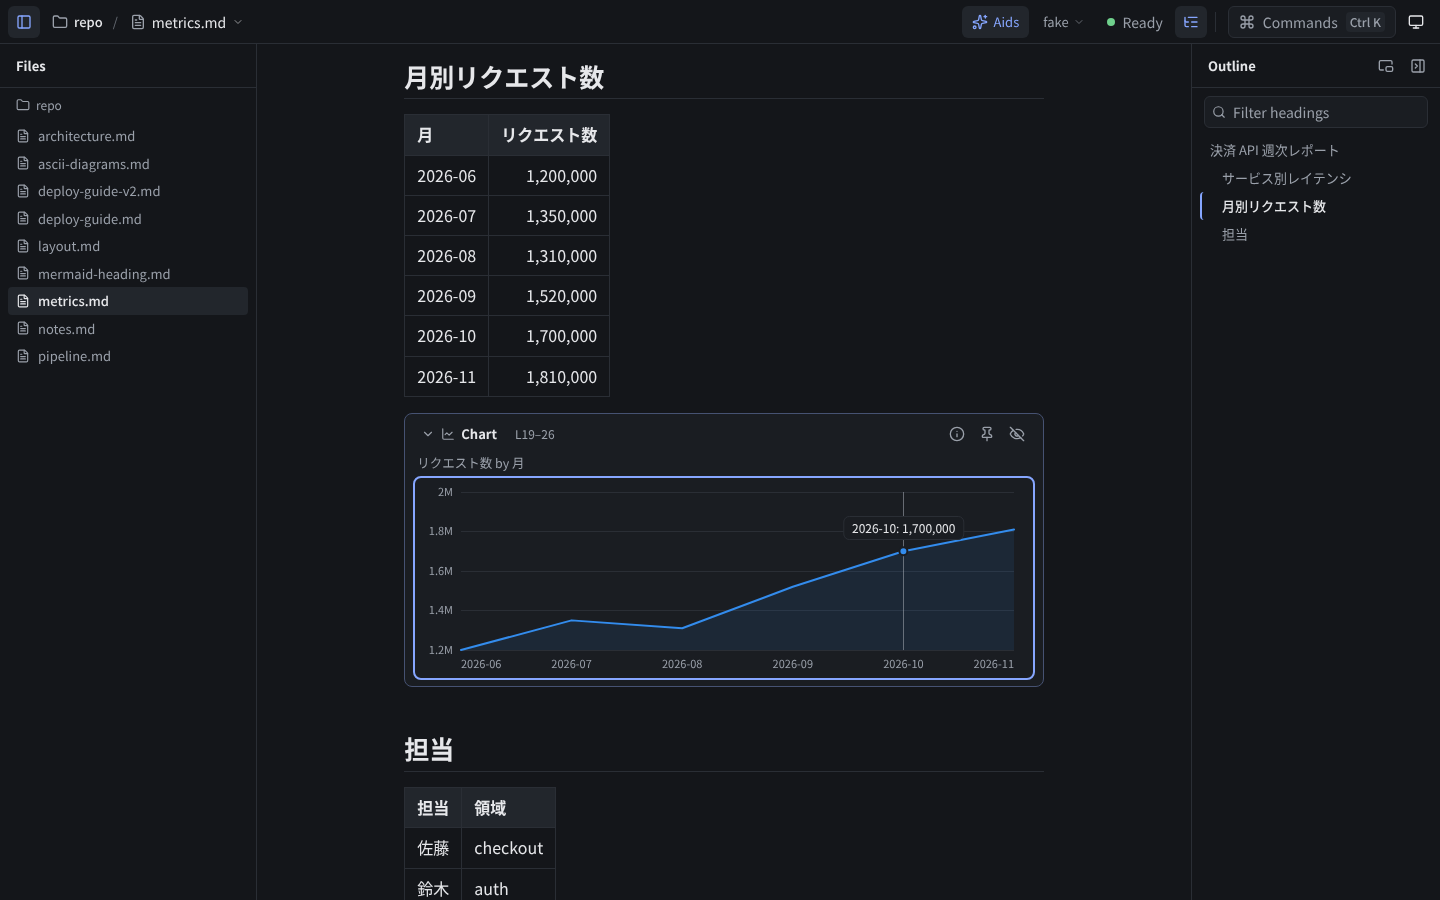 repo / metrics.md
Aids
fake
Ready
Commands Ctrl K
Files
repo
architecture.md
ascii-diagrams.md
deploy-guide-v2.md
deploy-guide.md
layout.md
mermaid-heading.md
metrics.md
notes.md
pipeline.md
月別リクエスト数
月 リクエスト数
2026-06 1,200,000
2026-07 1,350,000
2026-08 1,310,000
2026-09 1,520,000
2026-10 1,700,000
2026-11 1,810,000
Chart L19–26
リクエスト数 by 月
2M
1.8M
1.6M
1.4M
1.2M
2026-10: 1,700,000
2026-06 2026-07 2026-08 2026-09 2026-10 2026-11
担当
担当 領域
佐藤 checkout
鈴木 auth
Outline
Filter headings
決済 API 週次レポート
サービス別レイテンシ
月別リクエスト数
担当